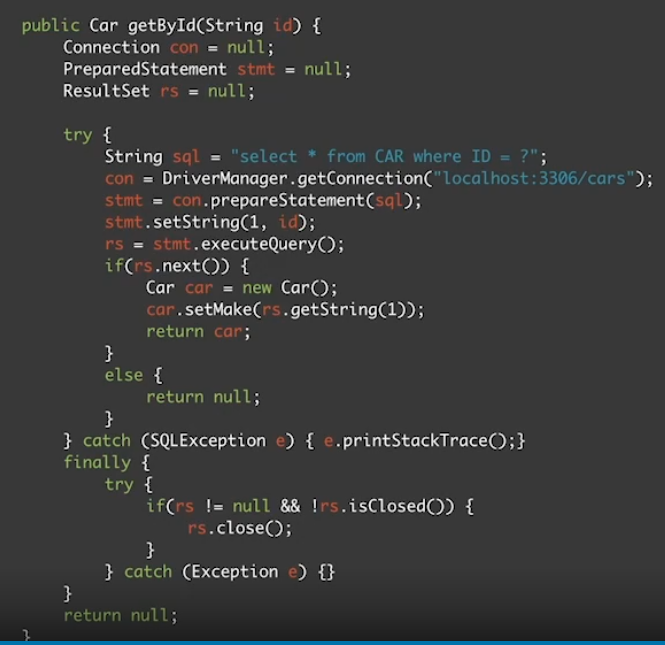 public Car getById(String id) {
Connection con = null;
PreparedStatement stmt = null;
ResultSet rs = null;
try {
String sql = "select * from CAR where ID = ?";
con = DriverManager.getConnection("localhost:3306/cars");
stmt = con.prepareStatement(sql);
stmt.setString(1, id);
rs = stmt.executeQuery();
if(rs.next()) {
Car car = new Car();
car.setMake(rs.getString(1));
return car;
}
else {
return null;
}
} catch (SQLException e) { e.printStackTrace();}
finally {
try {
if(rs != null && !rs.isClosed()) {
rs.close();
}
} catch (Exception e) {}
}
return null;
}